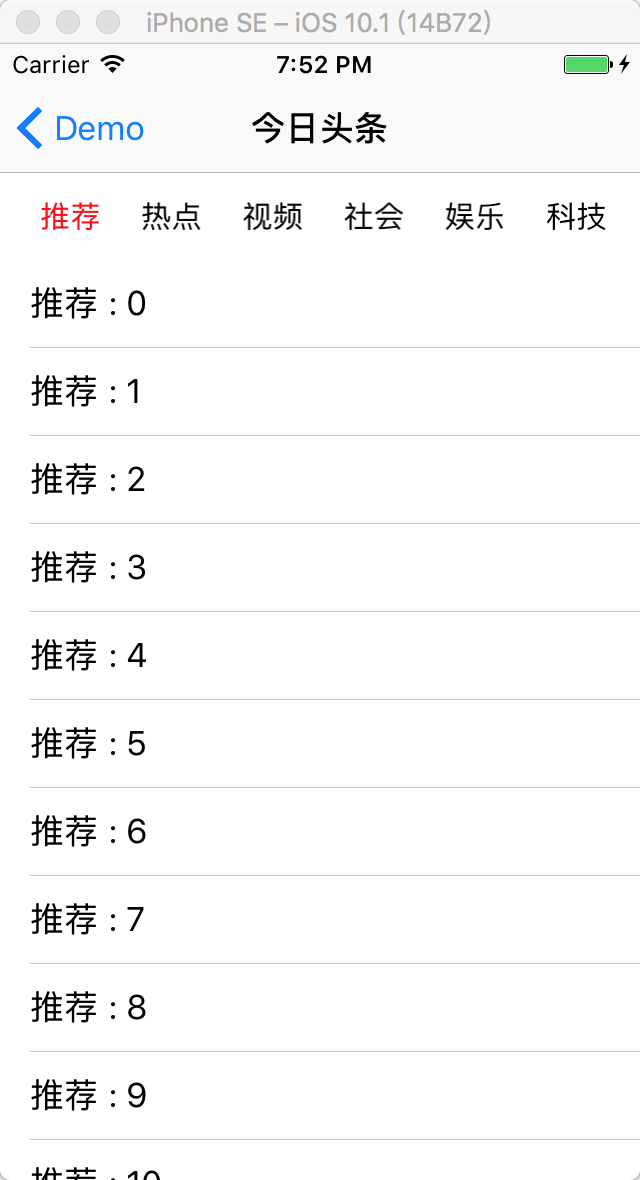 iPhone SE – iOS 10.1 (14B72)
Carrier 7:52 PM
Demo 今日头条
推荐 热点 视频 社会 娱乐 科技
推荐 : 0
推荐 : 1
推荐 : 2
推荐 : 3
推荐 : 4
推荐 : 5
推荐 : 6
推荐 : 7
推荐 : 8
推荐 : 9
推荐 : 10